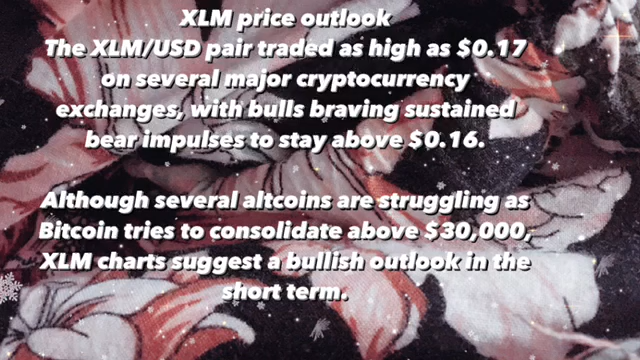 XLM price outlook
The XLM/USD pair traded as high as $0.17
on several major cryptocurrency
exchanges, with bulls braving sustained
bear impulses to stay above $0.16.
Although several altcoins are struggling as
Bitcoin tries to consolidate above $30,000,
XLM charts suggest a bullish outlook in the
short term.